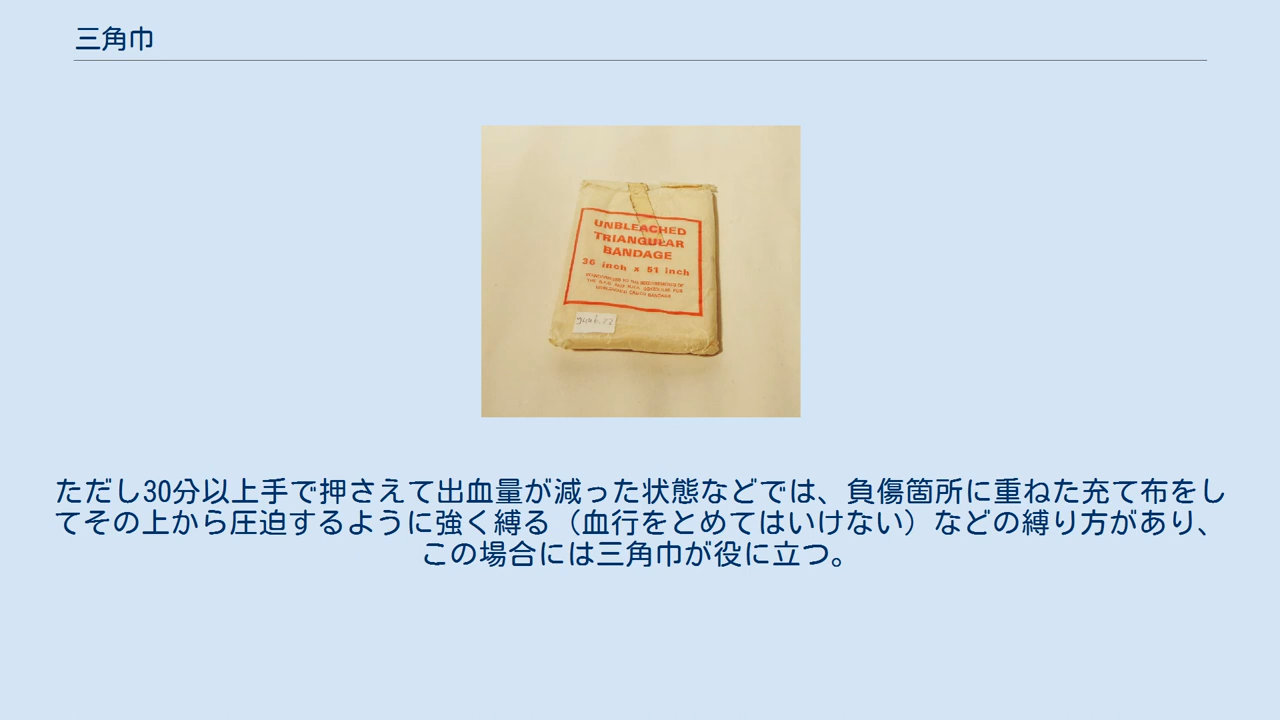 三角巾
UNBLEACHED
TRIANGULAR
BANDAGE
36 inch x 51 inch
ただし30分以上手で押さえて出血量が減った状態などでは、負傷箇所に重ねた充て布をし
てその上から圧迫するように強く縛る（血行をとめてはいけない）などの縛り方があり、
この場合には三角巾が役に立つ。